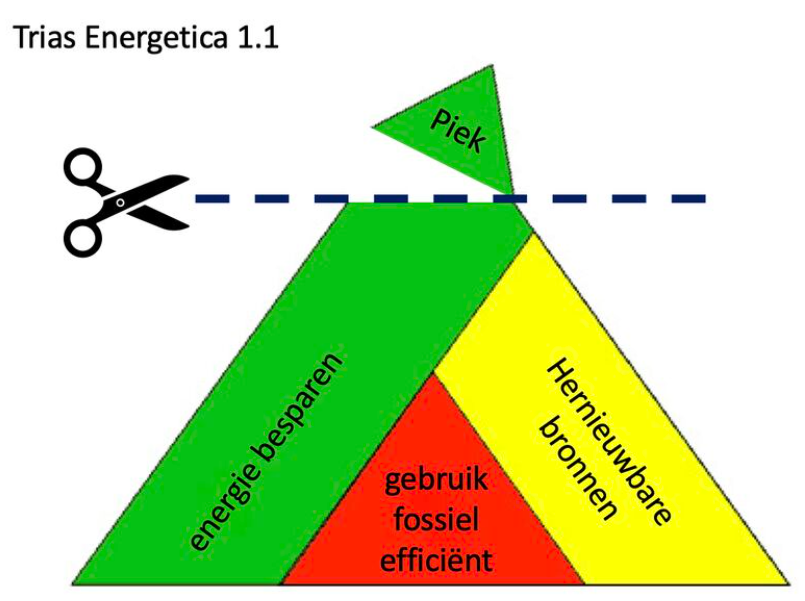 Trias Energetica 1.1
Piek
energie besparen
Hernieuwbare
bronnen
gebruik
fossiel
efficiënt